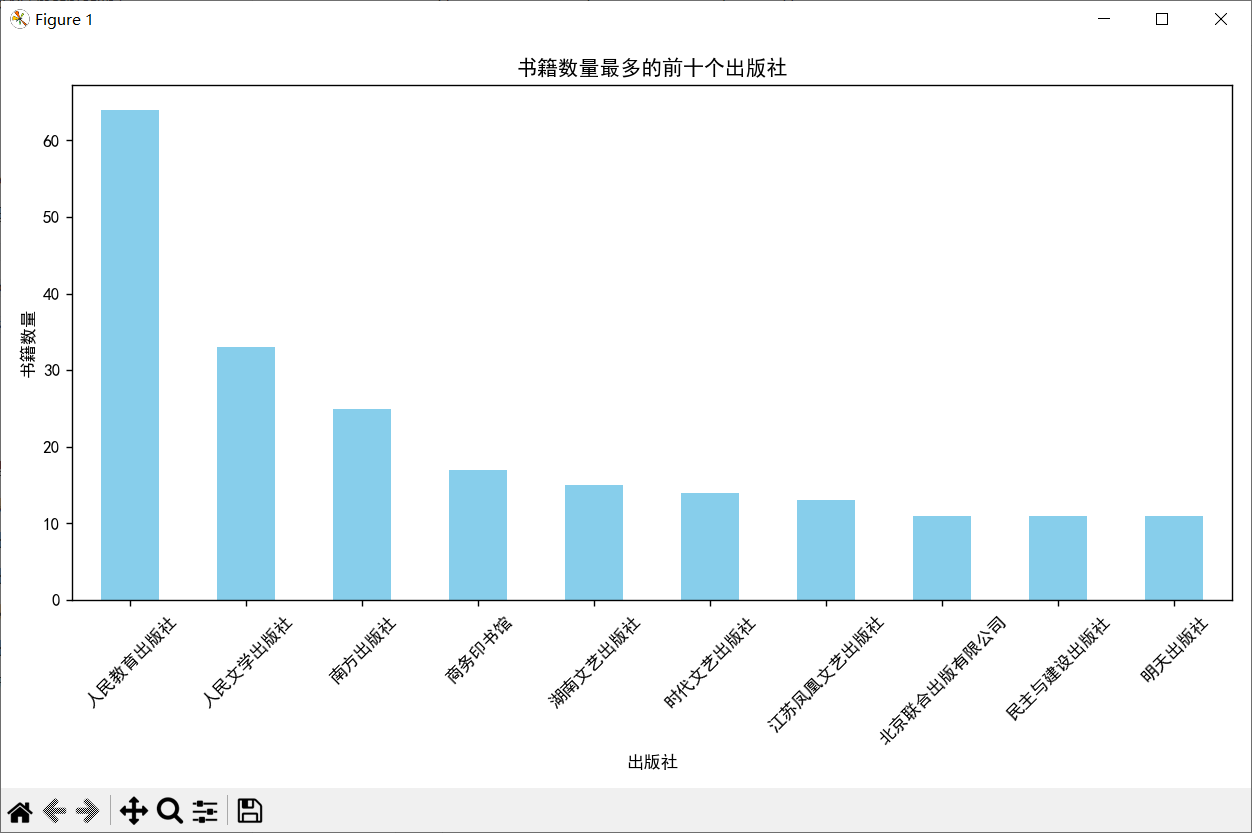 Figure 1
书籍数量最多的前十个出版社
书籍数量
60
50
40
30
20
10
0
人民教育出版社
人民文学出版社
南方出版社
商务印书馆
湖南文艺出版社
时代文艺出版社
江苏凤凰文艺出版社
北京联合出版有限公司
民主与建设出版社
明天出版社
出版社